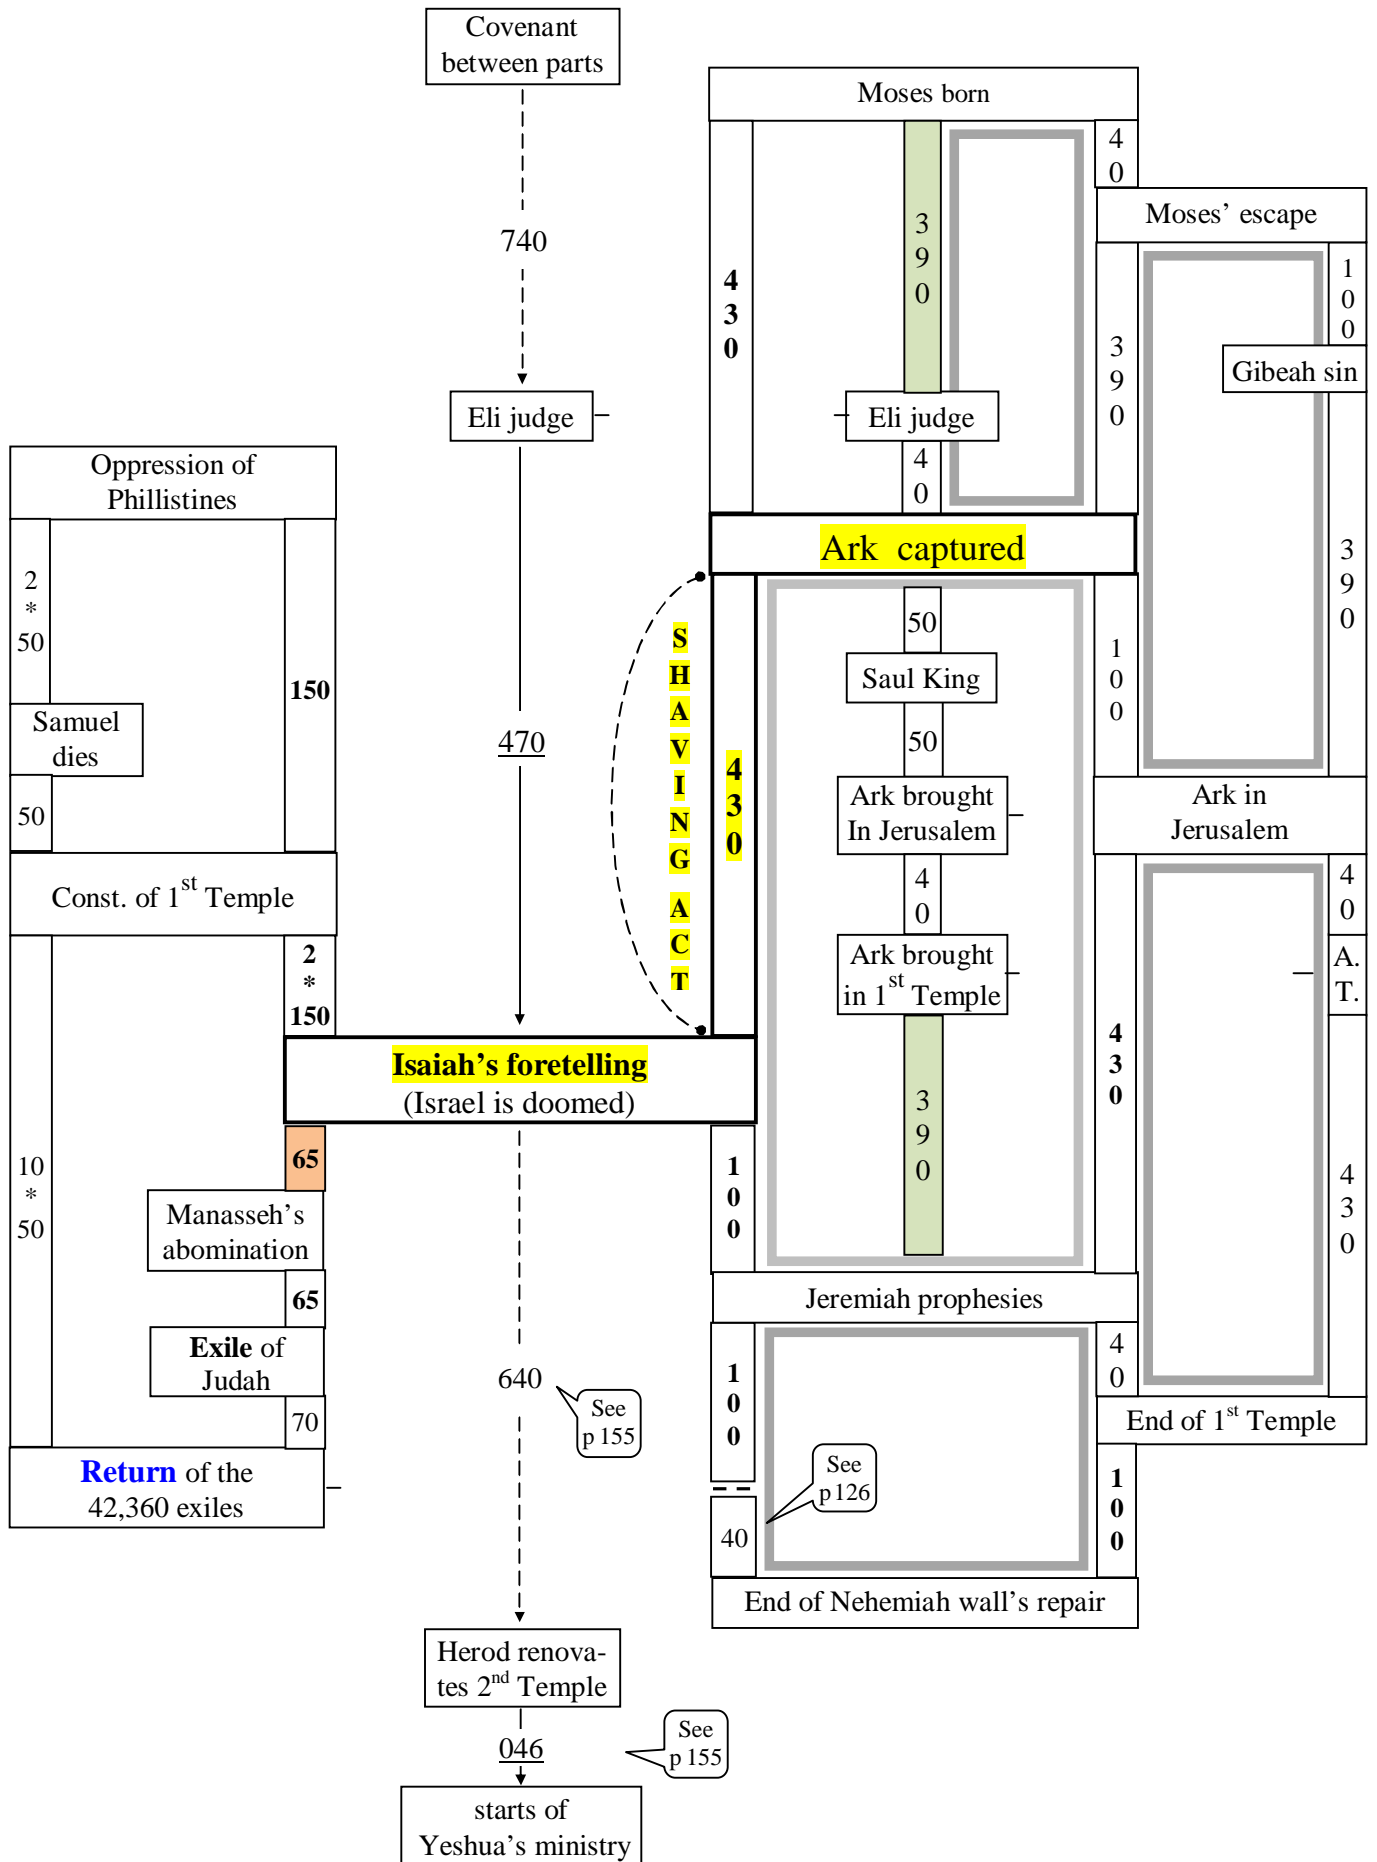 Covenant
between parts
740
Eli judge
470
Oppression of
Phillistines
2
*
50
150
Samuel
dies
50
Const. of 1st Temple
2
*
150
10
*
50
Isaiah’s foretelling
(Israel is doomed)
65
Manasseh’s
abomination
65
Exile of
Judah
70
Return of the
42,360 exiles
640
See
p 155
Herod renova-
tes 2nd Temple
046
See
p 155
starts of
Yeshua’s ministry
Moses born
4
3
0
3
9
0
4
0
Moses’ escape
1
0
0
Gibeah sin
3
9
0
Eli judge
4
0
3
9
0
Ark captured
S
H
A
V
I
N
G
A
C
T
4
3
0
50
Saul King
50
Ark brought
In Jerusalem
4
0
Ark brought
in 1st Temple
3
9
0
1
0
0
Ark in
Jerusalem
4
0
A.
T.
4
3
0
4
3
0
1
0
0
Jeremiah prophesies
1
0
0
4
0
End of 1st Temple
See
p 126
40
1
0
0
End of Nehemiah wall’s repair